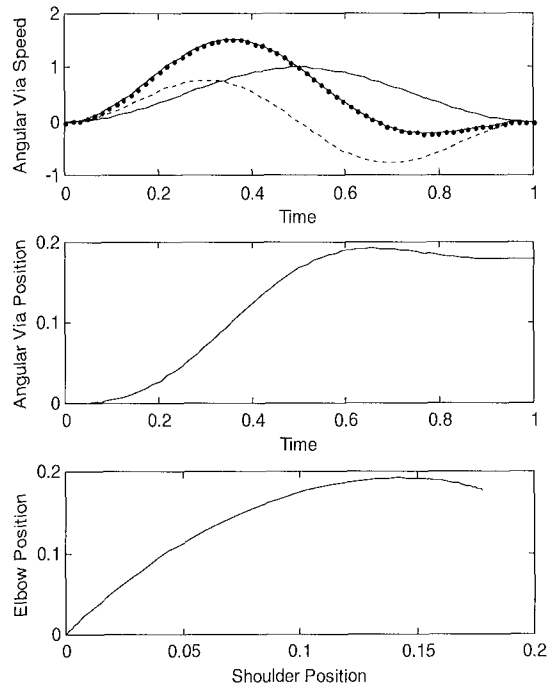 2
1
0
-1
Angular Via Speed
0 0.2 0.4 0.6 0.8 1
Time
0.2
0.1
0
Angular Via Position
0 0.2 0.4 0.6 0.8 1
Time
0.2
0.1
0
Elbow Position
0 0.05 0.1 0.15 0.2
Shoulder Position